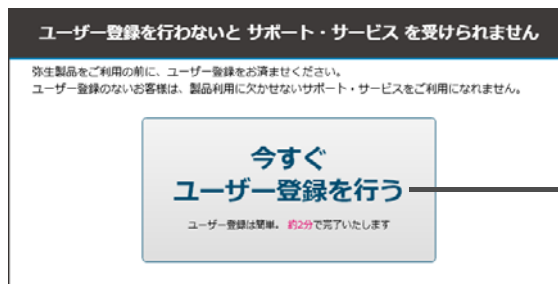 ユーザー登録を行わないと サポート・サービス を受けられません
弥生製品をご利用の前に、ユーザー登録をお済ませください。
ユーザー登録のないお客様は、製品利用に欠かせないサポート・サービスをご利用になれません。
今すぐ
ユーザー登録を行う
ユーザー登録は簡単。 約2分で完了いたします